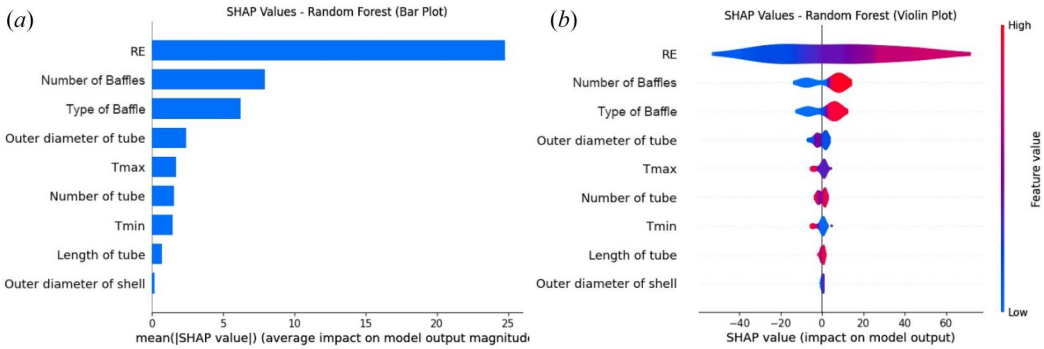 (a)
SHAP Values - Random Forest (Bar Plot)
RE
Number of Baffles
Type of Baffle
Outer diameter of tube
Tmax
Number of tube
Tmin
Length of tube
Outer diameter of shell
0 5 10 15 20 25
mean(|SHAP value|) (average impact on model output magnitude
(b)
SHAP Values - Random Forest (Violin Plot)
RE
Number of Baffles
Type of Baffle
Outer diameter of tube
Tmax
Number of tube
Tmin
Length of tube
Outer diameter of shell
−40 −20 0 20 40 60
SHAP value (impact on model output)
High
Feature value
Low